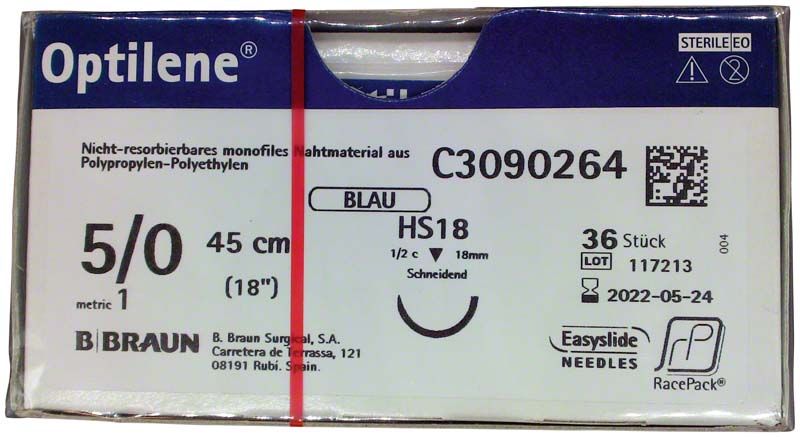 Optilene®
STERILE EO
Nicht-resorbierbares monofiles Nahtmaterial aus
Polypropylen-Polyethylen
C3090264
BLAU
5/0 45 cm
(18")
metric 1
HS18
1/2 c 18mm
Schneidend
36 Stück
LOT 117213
2022-05-24
004
B|BRAUN
B. Braun Surgical, S.A.
Carretera de Terrassa, 121
08191 Rubí. Spain.
Easyslide
NEEDLES
RacePack®